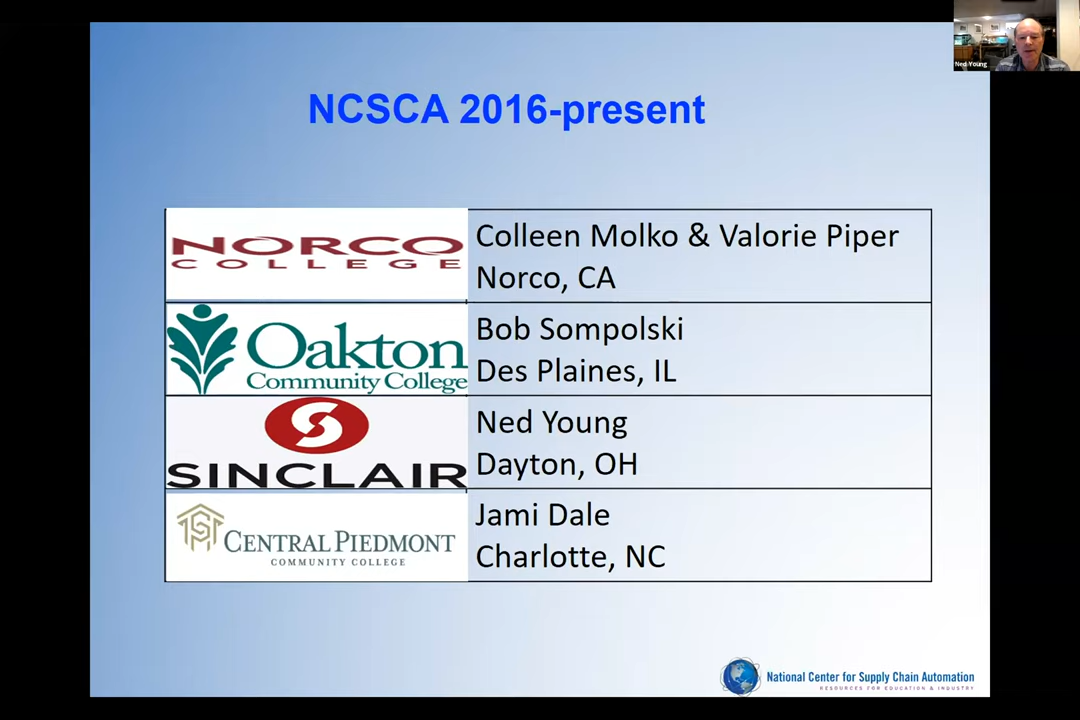 Ned Young
NCSCA 2016-present
NORCO
COLLEGE
Colleen Molko & Valorie Piper
Norco, CA
Oakton
Community College
Bob Sompolski
Des Plaines, IL
SINCLAIR
Ned Young
Dayton, OH
CENTRAL PIEDMONT
COMMUNITY COLLEGE
Jami Dale
Charlotte, NC
National Center for Supply Chain Automation
RESOURCES FOR EDUCATION & INDUSTRY